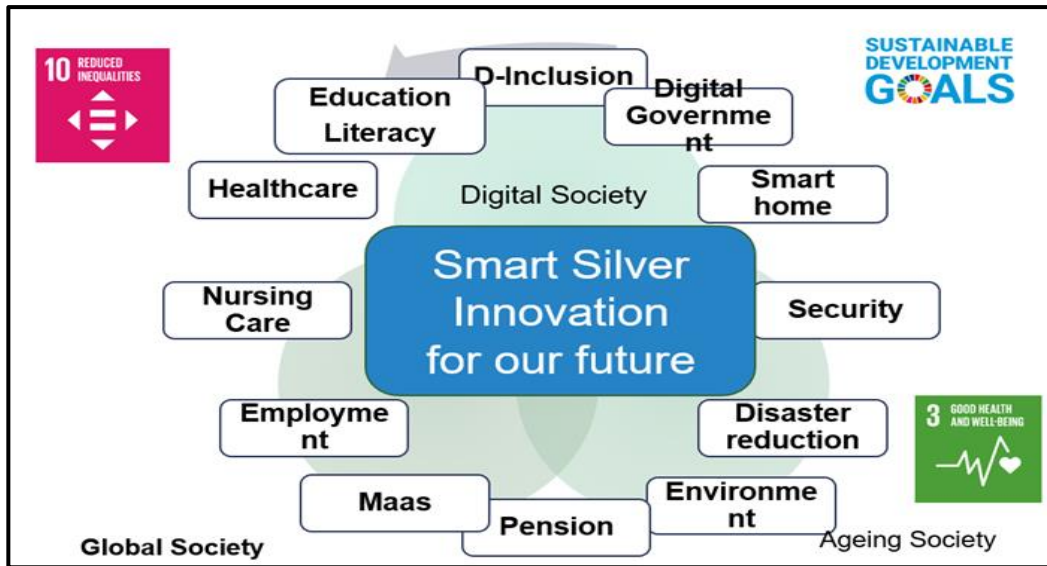 10 REDUCED
INEQUALITIES
SUSTAINABLE
DEVELOPMENT
GOALS
D-Inclusion
Education
Literacy
Digital
Governme
nt
Healthcare
Digital Society
Smart
home
Smart Silver
Innovation
for our future
Nursing
Care
Security
Employme
nt
Disaster
reduction
3 GOOD HEALTH
AND WELL-BEING
Maas
Pension
Environme
nt
Global Society
Ageing Society